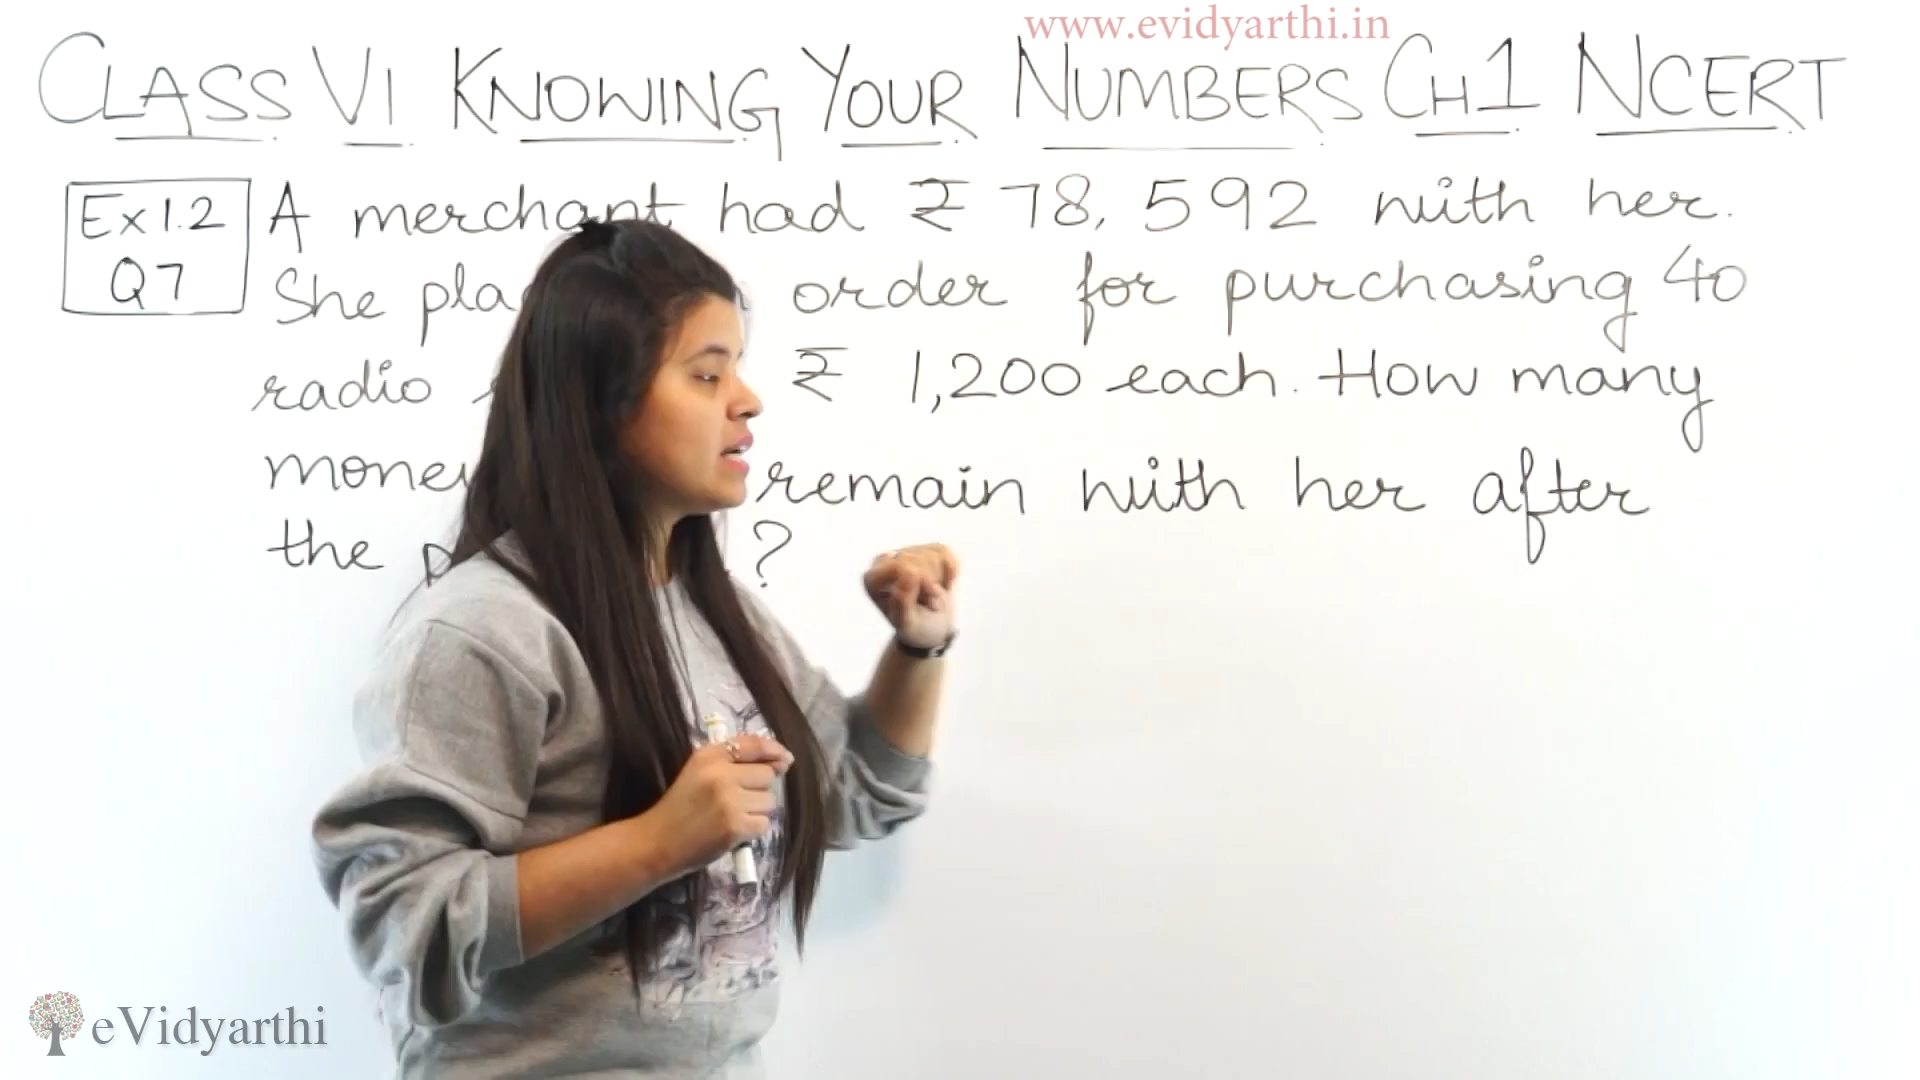 www.evidyarthi.in
CLASS VI KNOWING YOUR NUMBERS CH1 NCERT
Ex 1.2
Q7
A merchant had ₹ 78,592 with her.
She order for purchasing 40
radio ₹ 1,200 each. How many
remain with her after
the ?
eVidyarthi